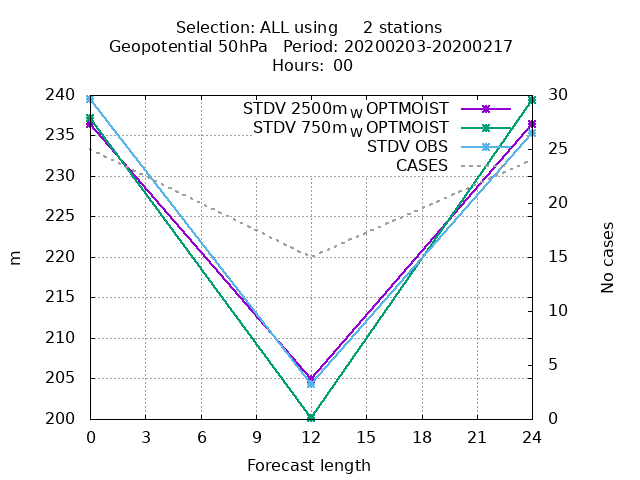 Selection: ALL using     2 stations
Geopotential 50hPa   Period: 20200203-20200217
Hours:  00
240
235
230
225
220
215
210
205
200
30
25
20
15
10
5
0
STDV 2500m W OPTMOIST
STDV 750m W OPTMOIST
STDV OBS
CASES
m
No cases
0 3 6 9 12 15 18 21 24
Forecast length